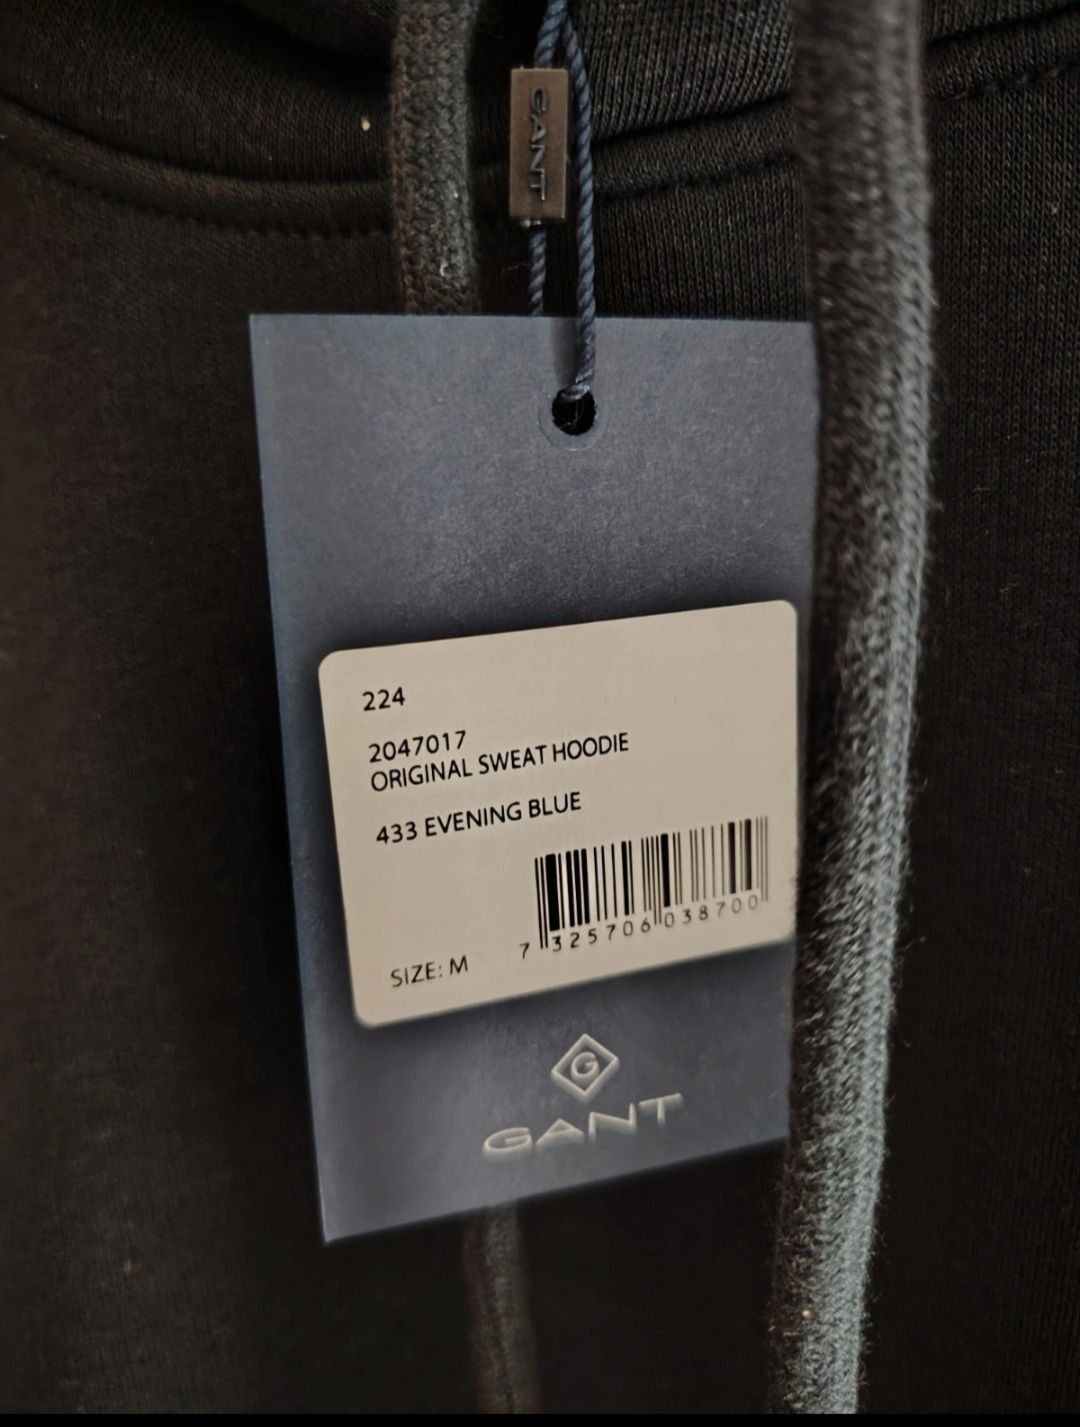 GANT
224
2047017
ORIGINAL SWEAT HOODIE
433 EVENING BLUE
7 325706 038700
SIZE: M
G
GANT